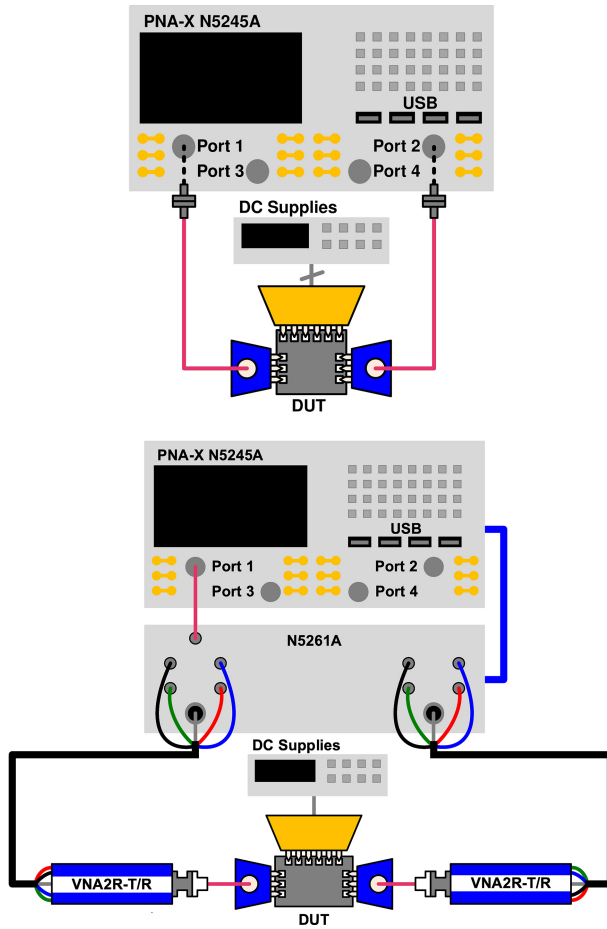 PNA-X N5245A
USB
Port 1
Port 2
Port 3
Port 4
DC Supplies
DUT
PNA-X N5245A
USB
Port 1
Port 2
Port 3
Port 4
N5261A
DC Supplies
VNA2R-T/R
VNA2R-T/R
DUT